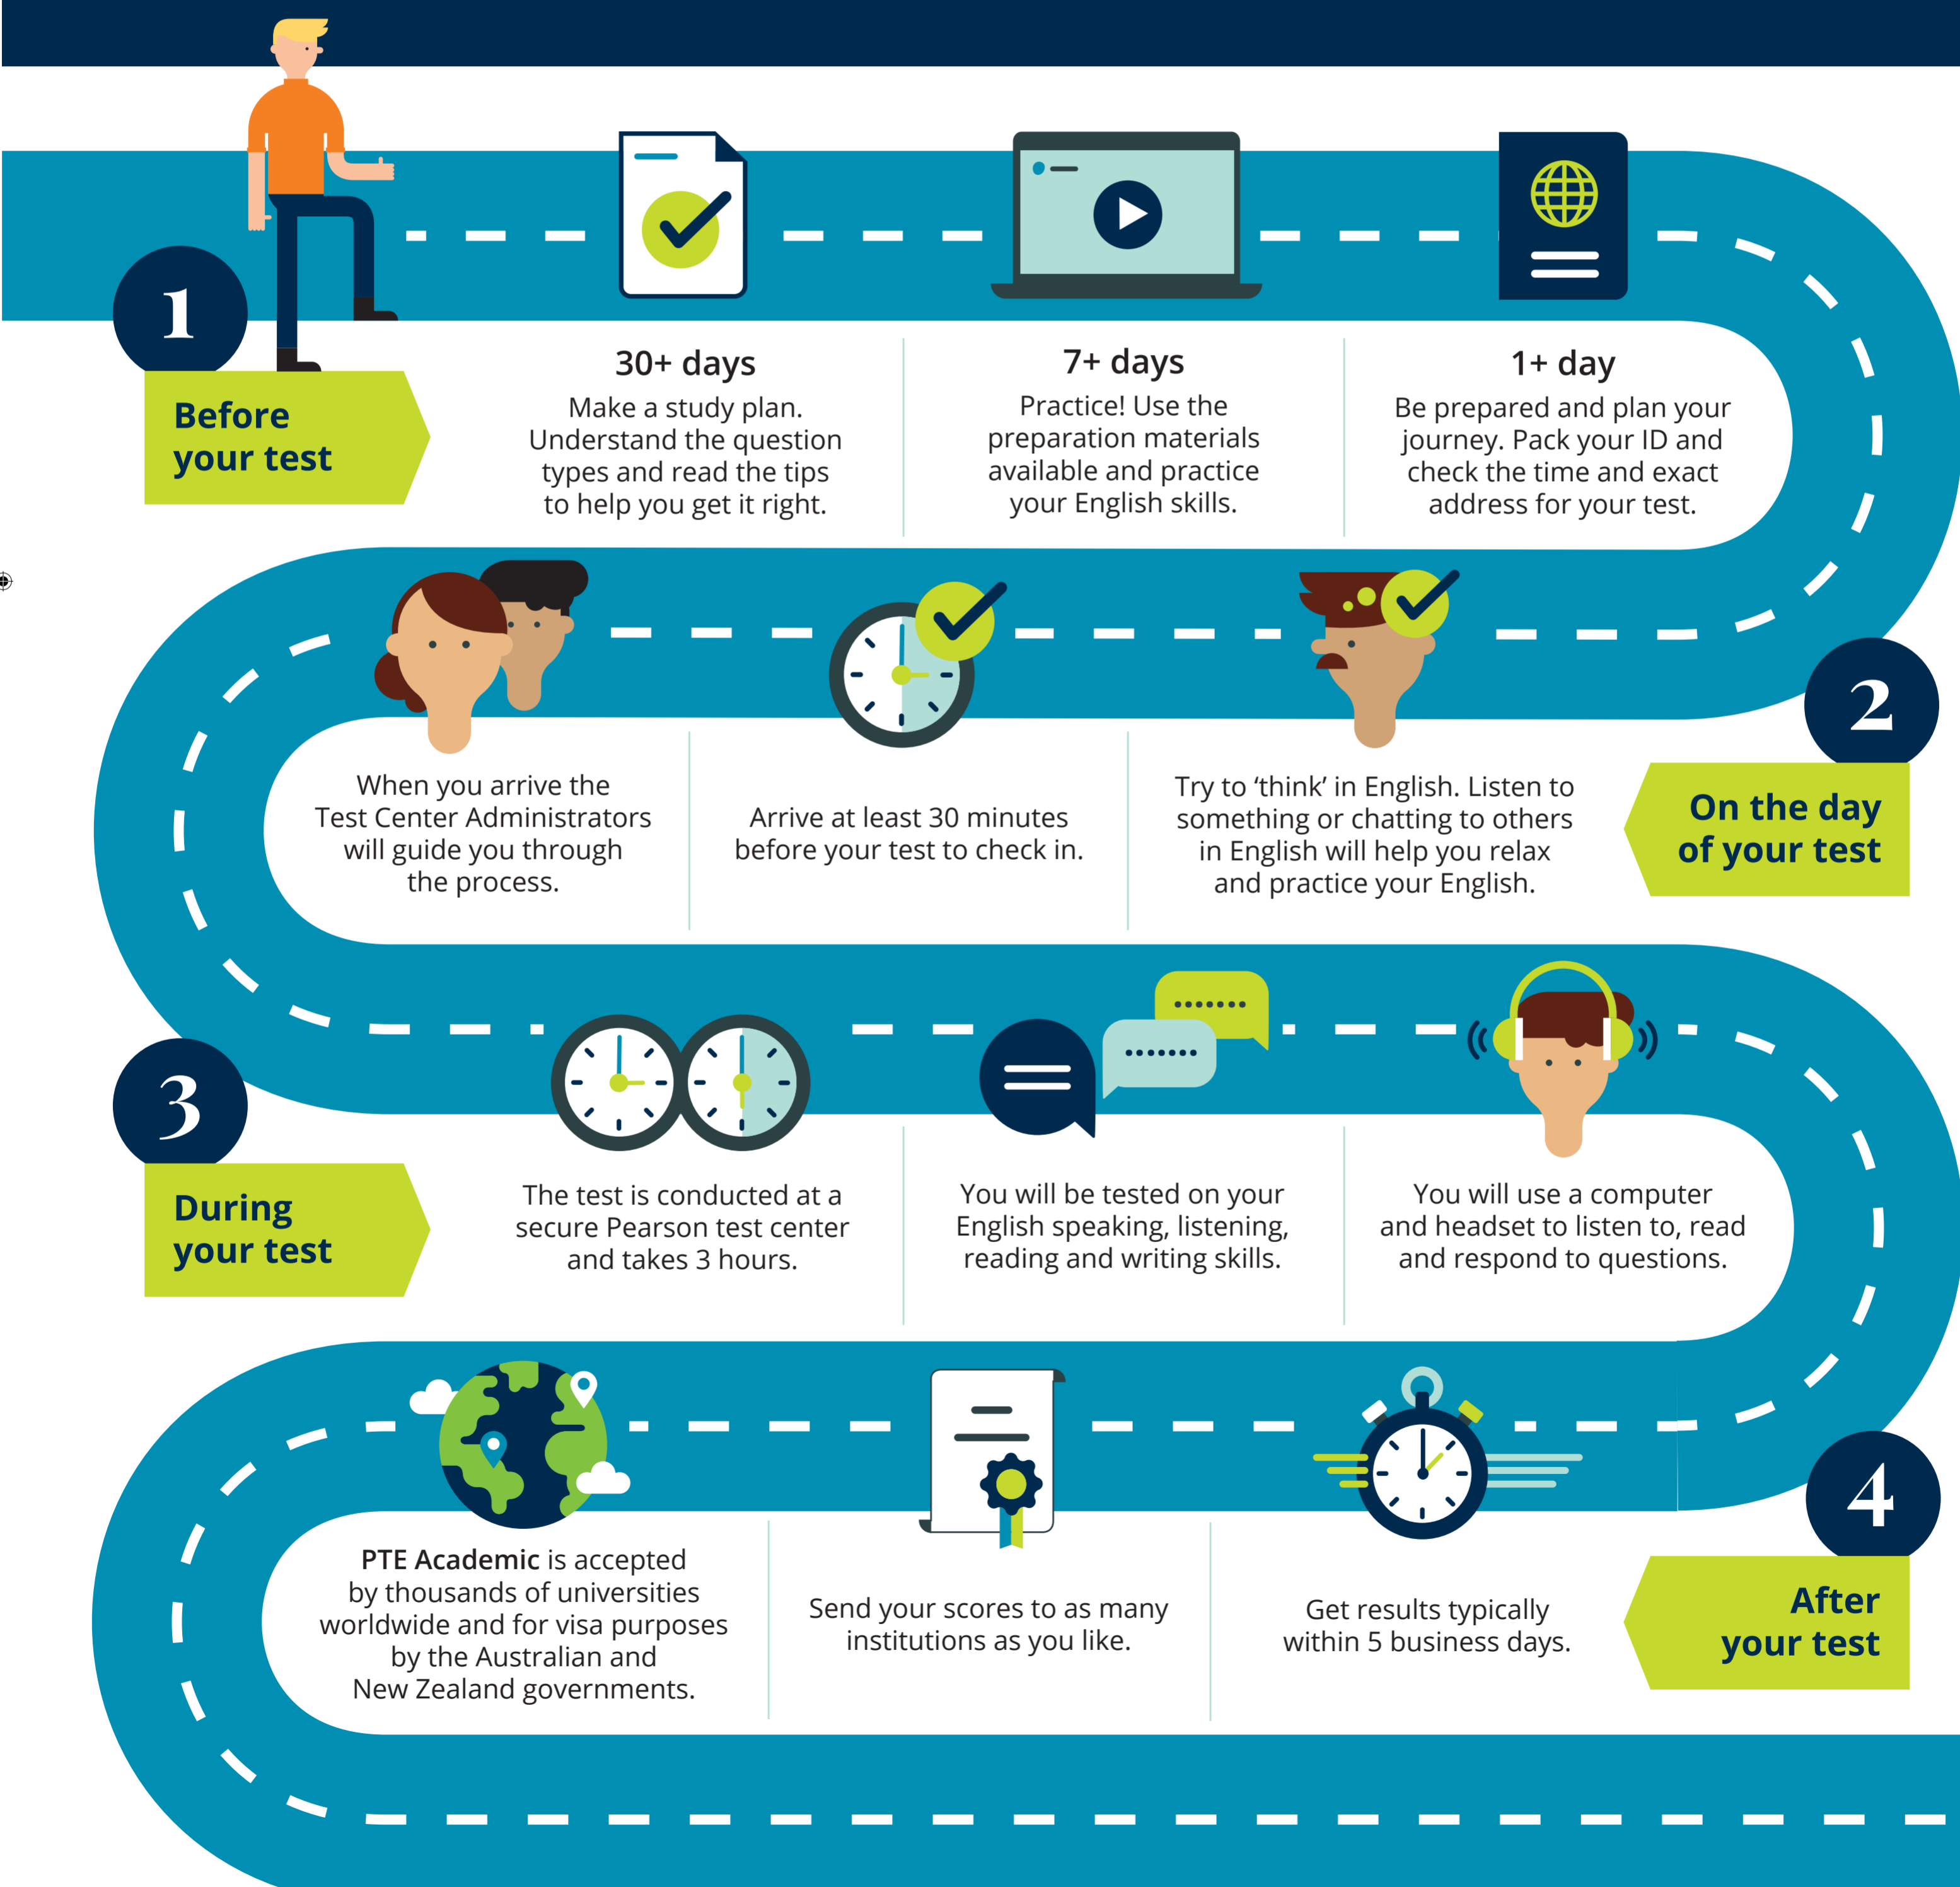 1
Before
your test
30+ days
Make a study plan.
Understand the question
types and read the tips
to help you get it right.
7+ days
Practice! Use the
preparation materials
available and practice
your English skills.
1+ day
Be prepared and plan your
journey. Pack your ID and
check the time and exact
address for your test.
2
On the day
of your test
Try to ‘think’ in English. Listen to
something or chatting to others
in English will help you relax
and practice your English.
Arrive at least 30 minutes
before your test to check in.
When you arrive the
Test Center Administrators
will guide you through
the process.
3
During
your test
The test is conducted at a
secure Pearson test center
and takes 3 hours.
You will be tested on your
English speaking, listening,
reading and writing skills.
You will use a computer
and headset to listen to, read
and respond to questions.
4
After
your test
Get results typically
within 5 business days.
Send your scores to as many
institutions as you like.
PTE Academic is accepted
by thousands of universities
worldwide and for visa purposes
by the Australian and
New Zealand governments.